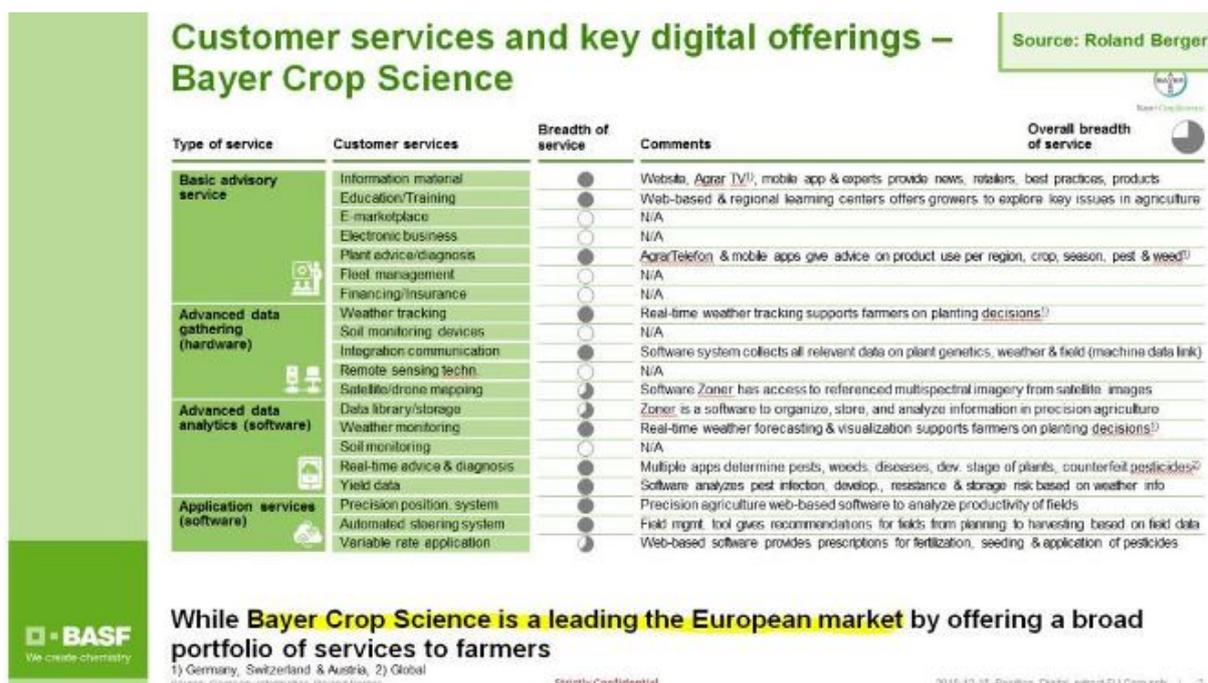 Customer services and key digital offerings –
Bayer Crop Science
Source: Roland Berger
BAYER
Type of service Customer services Breadth of service Comments Overall breadth of service
Basic advisory service
Information material Website, Agrar TV1), mobile app & experts provide news, retailers, best practices, products
Education/Training Web-based & regional learning centers offers growers to explore key issues in agriculture
E-marketplace N/A
Electronic business N/A
Plant advice/diagnosis AgrarTelefon & mobile apps give advice on product use per region, crop, season, pest & weed1)
Fleet management N/A
Financing/Insurance N/A
Advanced data gathering (hardware)
Weather tracking Real-time weather tracking supports farmers on planting decisions1)
Soil monitoring devices N/A
Integration communication Software system collects all relevant data on plant genetics, weather & field (machine data link)
Remote sensing techn. N/A
Satellite/drone mapping Software Zoner has access to referenced multispectral imagery from satellite images
Advanced data analytics (software)
Data library/storage Zoner is a software to organize, store, and analyze information in precision agriculture
Weather monitoring Real-time weather forecasting & visualization supports farmers on planting decisions1)
Soil monitoring N/A
Real-time advice & diagnosis Multiple apps determine pests, weeds, diseases, dev. stage of plants, counterfeit pesticides2)
Yield data Software analyzes pest infection, develop., resistance & storage risk based on weather info
Application services (software)
Precision position. system Precision agriculture web-based software to analyze productivity of fields
Automated steering system Field mgmt. tool gives recommendations for fields from planning to harvesting based on field data
Variable rate application Web-based software provides prescriptions for fertilization, seeding & application of pesticides
While Bayer Crop Science is a leading the European market by offering a broad
portfolio of services to farmers
1) Germany, Switzerland & Austria, 2) Global
BASF
We create chemistry
Strictly Confidential